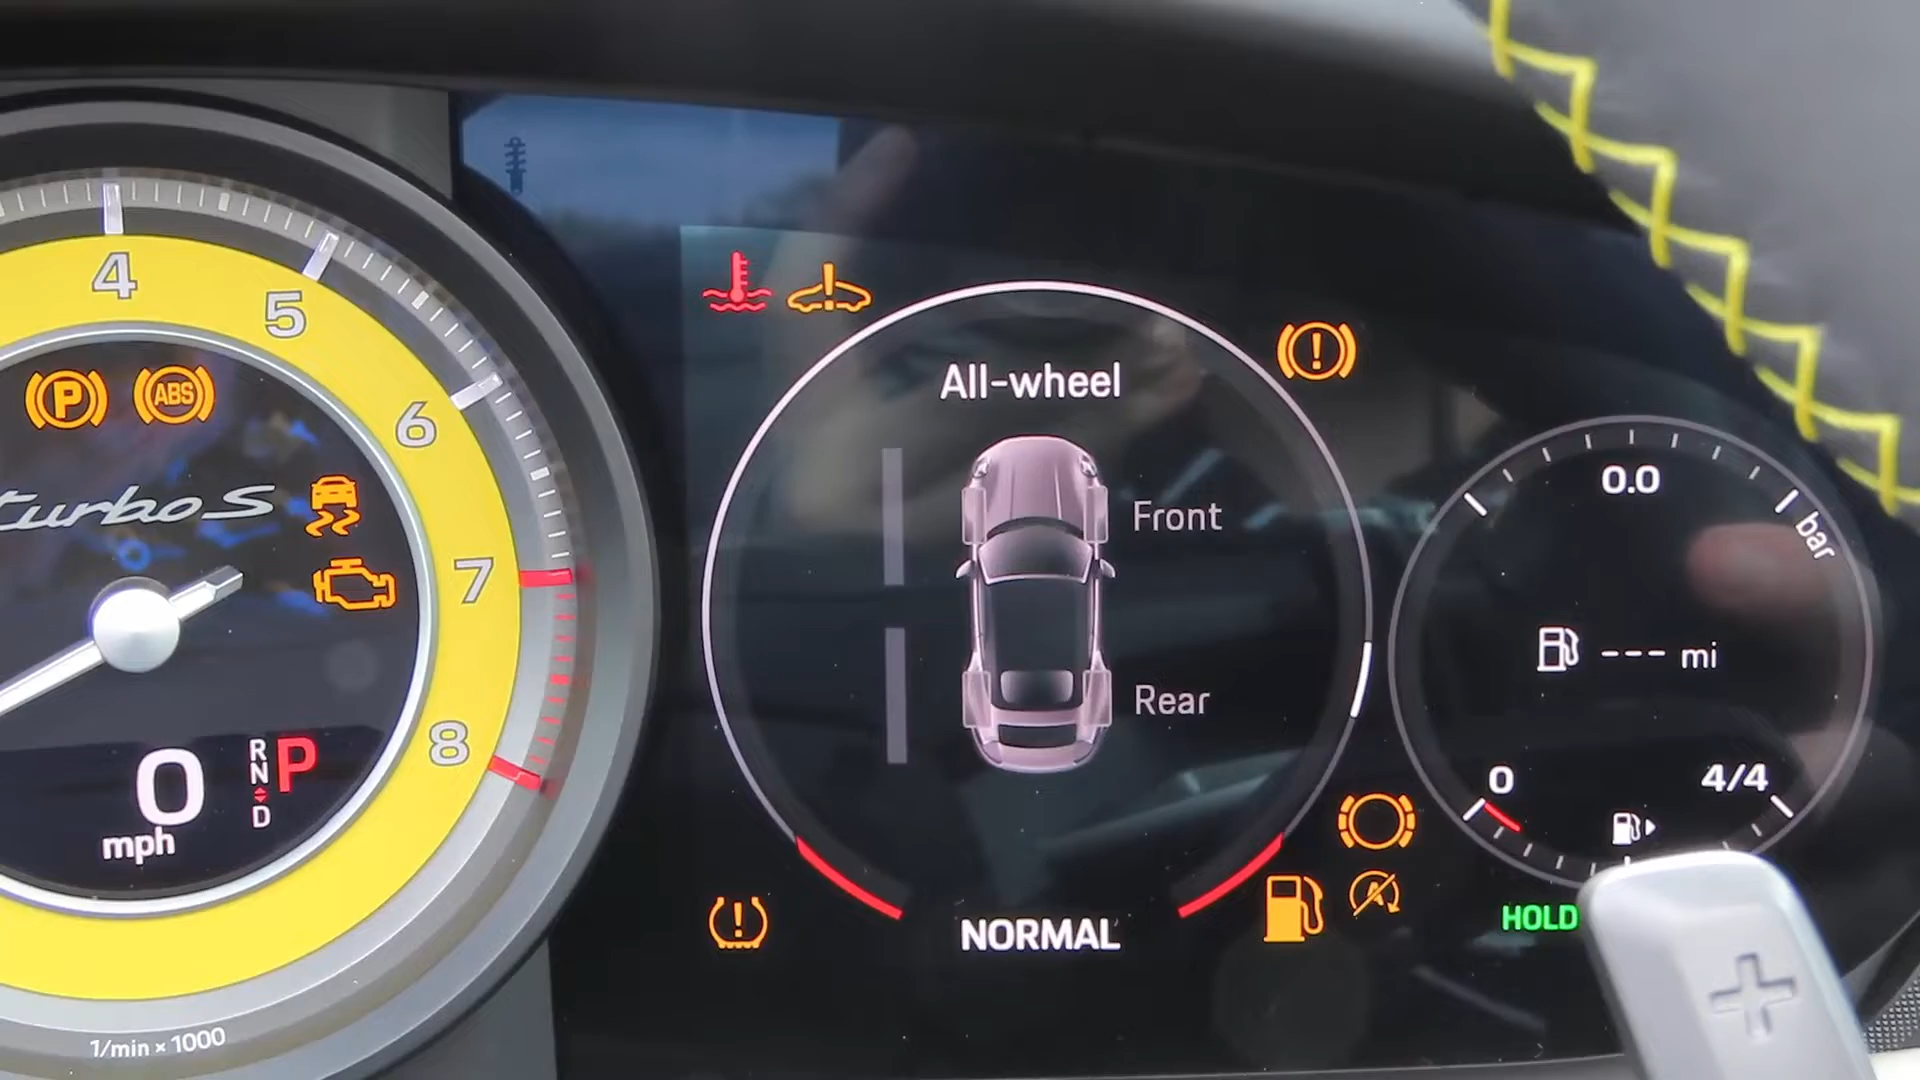 4
5
6
7
8
P
ABS
turbo S
0
mph
R
N
D
P
1/min × 1000
All-wheel
Front
Rear
NORMAL
0.0
bar
--- mi
0
4/4
A
HOLD